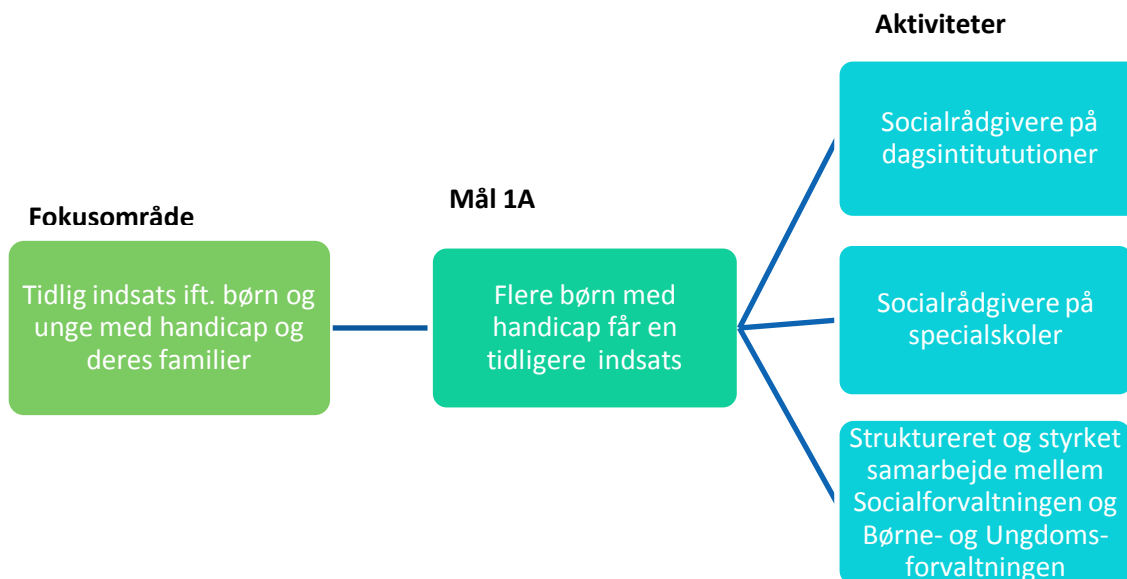 Aktiviteter
Socialrådgivere på
dagsintitututioner
Fokusområde
Tidlig indsats ift. børn og
unge med handicap og
deres familier
Mål 1A
Flere børn med
handicap får en
tidligere indsats
Socialrådgivere på
specialskoler
Struktureret og styrket
samarbejde mellem
Socialforvaltningen og
Børne- og Ungdoms-
forvaltningen